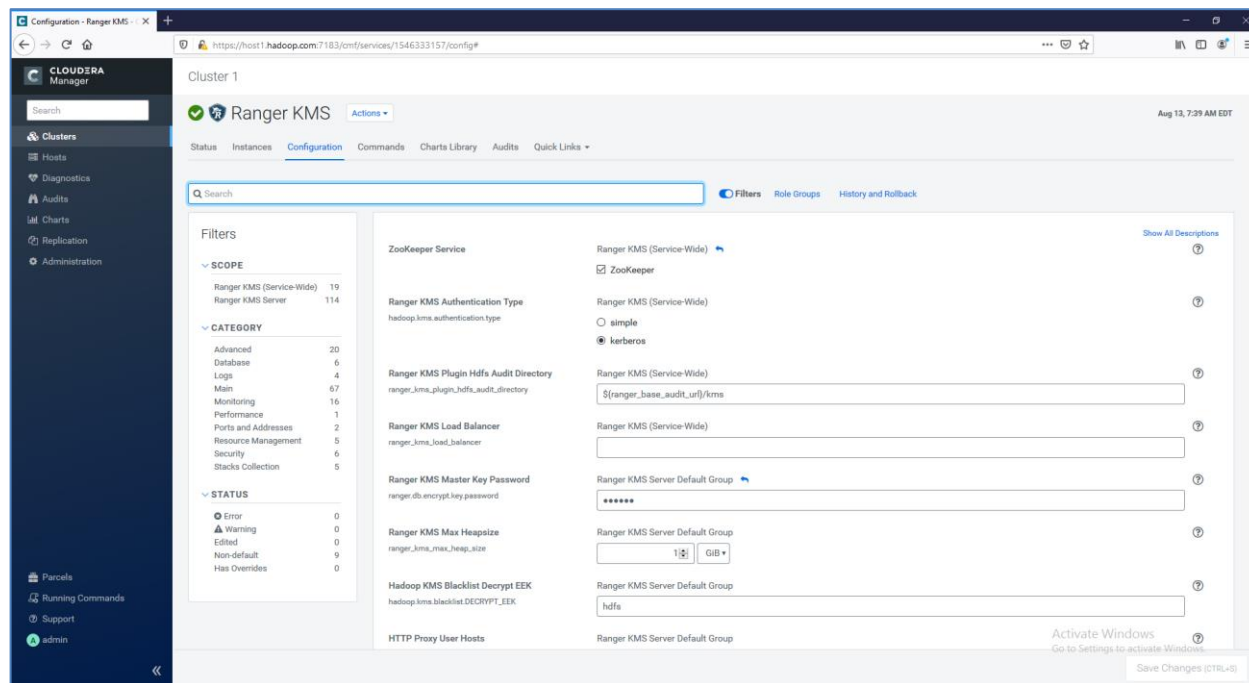 Configuration - Ranger KMS - C
https://host1.hadoop.com:7183/cmf/services/1546333157/config#
CLOUDERA
Manager
Search
Clusters
Hosts
Diagnostics
Audits
Charts
Replication
Administration
Parcels
Running Commands
Support
A admin
Cluster 1
Ranger KMS
Actions
Aug 13, 7:39 AM EDT
Status Instances Configuration Commands Charts Library Audits Quick Links
Search
Filters Role Groups History and Rollback
Filters
SCOPE
Ranger KMS (Service-Wide) 19
Ranger KMS Server 114
CATEGORY
Advanced 20
Database 6
Logs 4
Main 67
Monitoring 16
Performance 1
Ports and Addresses 2
Resource Management 5
Security 6
Stacks Collection 5
STATUS
Error 0
Warning 0
Edited 0
Non-default 9
Has Overrides 0
Show All Descriptions
ZooKeeper Service Ranger KMS (Service-Wide)
ZooKeeper
Ranger KMS Authentication Type Ranger KMS (Service-Wide)
hadoop.kms.authentication.type
simple
kerberos
Ranger KMS Plugin Hdfs Audit Directory Ranger KMS (Service-Wide)
ranger_kms_plugin_hdfs_audit_directory
${ranger_base_audit_url}/kms
Ranger KMS Load Balancer Ranger KMS (Service-Wide)
ranger_kms_load_balancer
Ranger KMS Master Key Password Ranger KMS Server Default Group
ranger.db.encrypt.key.password
••••••
Ranger KMS Max Heapsize Ranger KMS Server Default Group
ranger_kms_max_heap_size
1 GiB
Hadoop KMS Blacklist Decrypt EEK Ranger KMS Server Default Group
hadoop.kms.blacklist.DECRYPT_EEK
hdfs
HTTP Proxy User Hosts Ranger KMS Server Default Group
Activate Windows
Go to Settings to activate Windows.
Save Changes (CTRL+S)